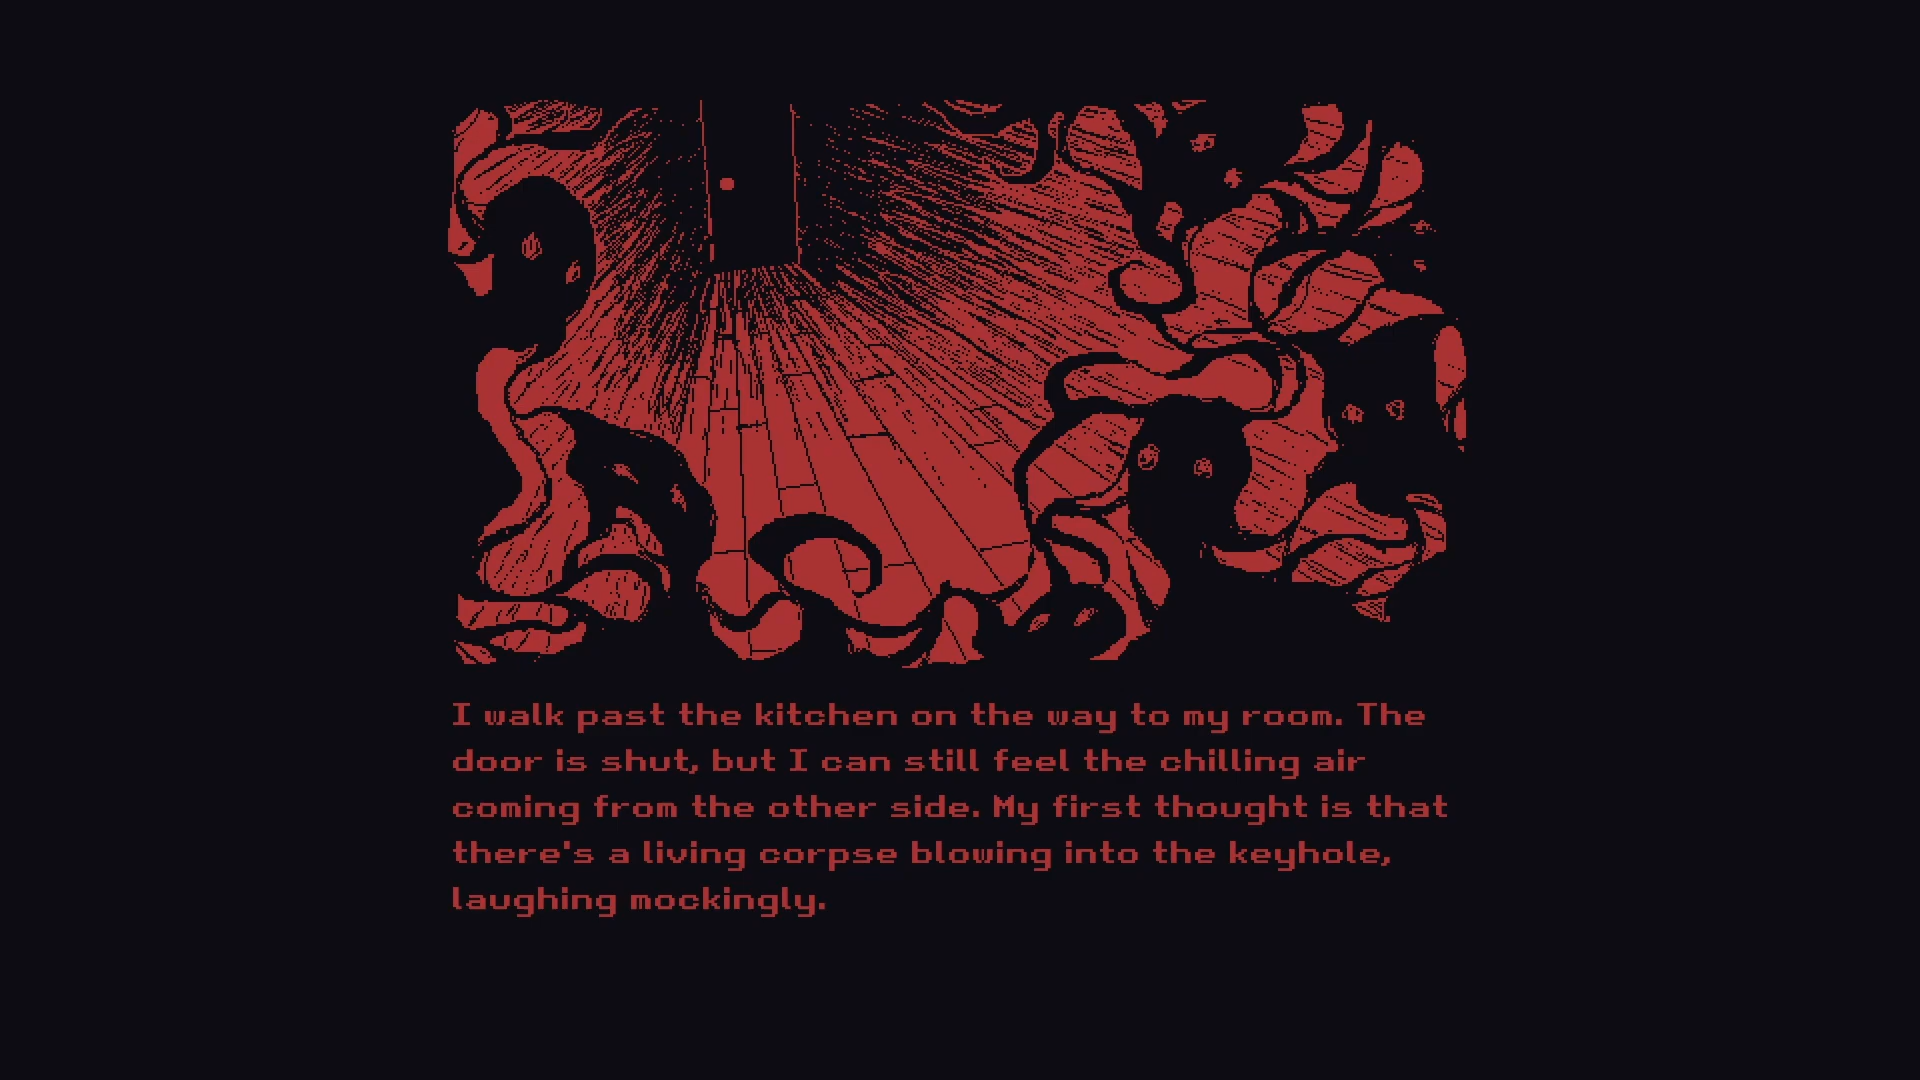 I walk past the kitchen on the way to my room. The
door is shut, but I can still feel the chilling air
coming from the other side. My first thought is that
there's a living corpse blowing into the keyhole,
laughing mockingly.